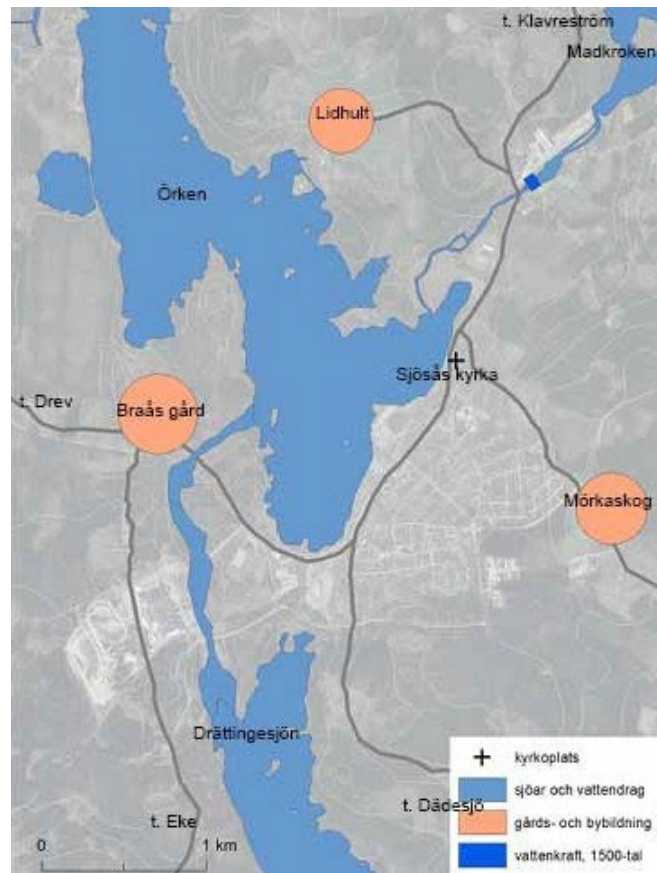 t. Klavreström
Madkroken
Lidhult
Örken
Sjösås kyrka
t. Drev
Braås gård
Mörkaskog
Drättingesjön
kyrkoplats
sjöar och vattendrag
t. Dädesjö
t. Eke
gårds- och bybildning
0 1 km
vattenkraft, 1500-tal